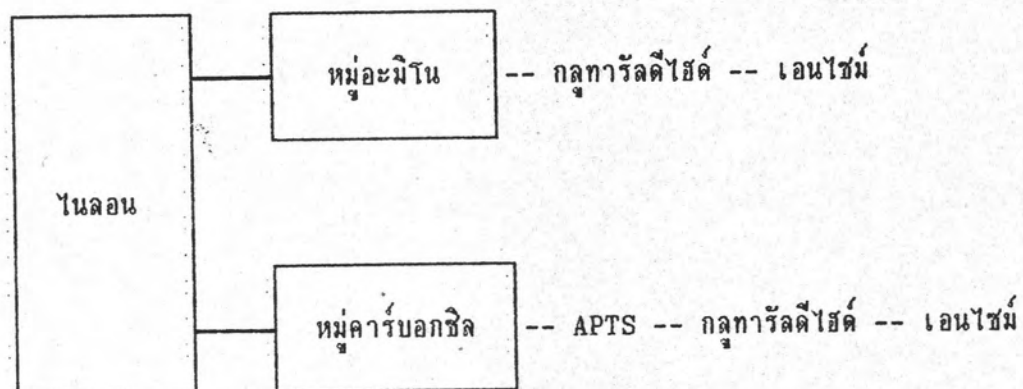 หมู่อะมิโน -- กลูทารัลดีไฮด์ -- เอนไซม์
ไนลอน
หมู่คาร์บอกซิล -- APTS -- กลูทารัลดีไฮด์ -- เอนไซม์